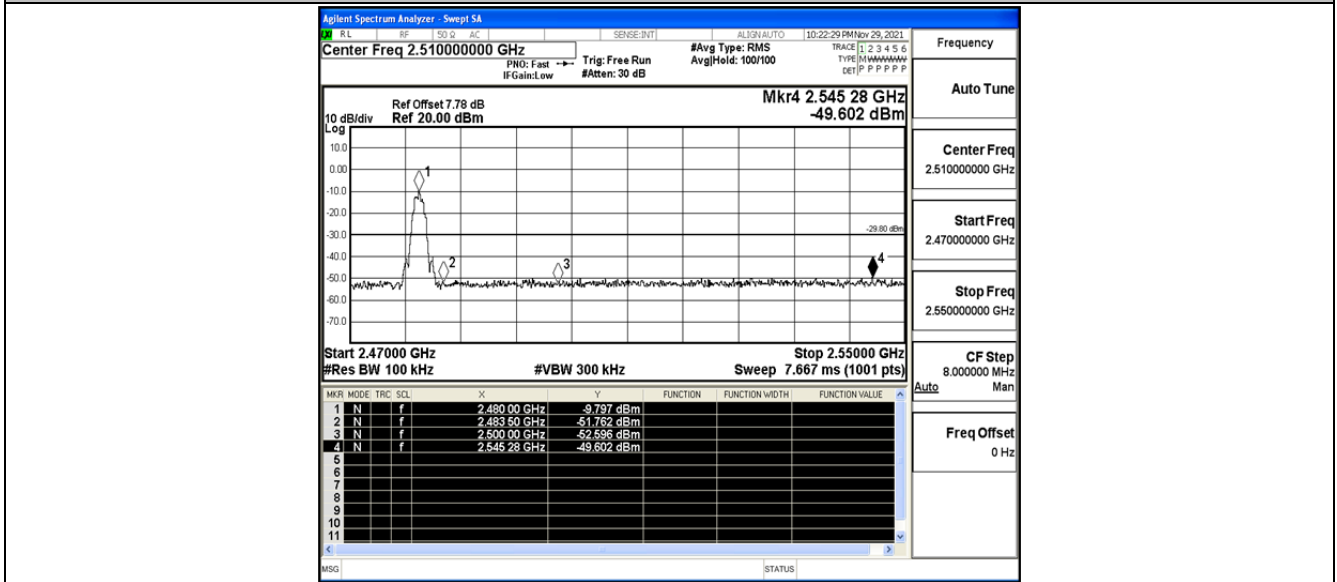 Agilent Spectrum Analyzer - Swept SA
RL RF 50 Ω AC SENSE:INT ALIGNAUTO 10:22:29 PM Nov 29, 2021
Center Freq 2.510000000 GHz
PNO: Fast
IFGain:Low
Trig: Free Run
#Atten: 30 dB
#Avg Type: RMS
Avg|Hold: 100/100
TRACE 1 2 3 4 5 6
TYPE M WWWWW
DET P P P P P P
Frequency
Mkr4 2.545 28 GHz
-49.602 dBm
Ref Offset 7.78 dB
10 dB/div Ref 20.00 dBm
Log
10.0
0.00
-10.0
-20.0
-30.0
-40.0
-50.0
-60.0
-70.0
1
2
3
4
-29.80 dBm
Start 2.47000 GHz Stop 2.55000 GHz
#Res BW 100 kHz #VBW 300 kHz Sweep 7.667 ms (1001 pts)
MKR MODE TRC SCL X Y FUNCTION FUNCTION WIDTH FUNCTION VALUE
1 N f 2.480 00 GHz -9.797 dBm
2 N f 2.483 50 GHz -51.762 dBm
3 N f 2.500 00 GHz -52.596 dBm
4 N f 2.545 28 GHz -49.602 dBm
5
6
7
8
9
10
11
Auto Tune
Center Freq
2.510000000 GHz
Start Freq
2.470000000 GHz
Stop Freq
2.550000000 GHz
CF Step
8.000000 MHz
Auto Man
Freq Offset
0 Hz
MSG STATUS